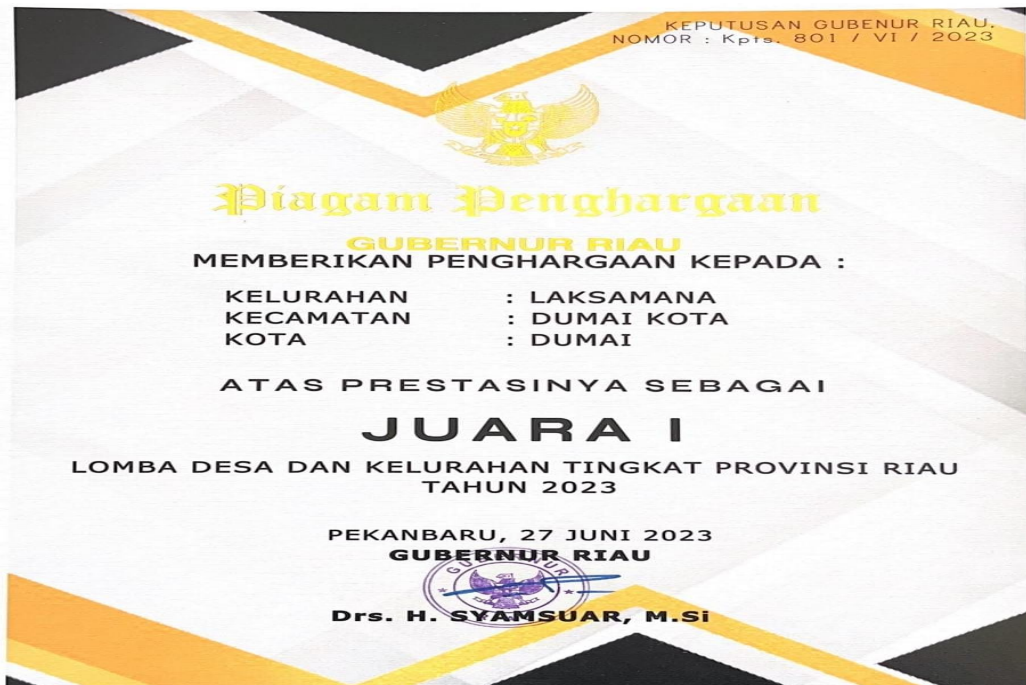 KEPUTUSAN GUBENUR RIAU,
NOMOR : Kpts. 801 / VI / 2023
Piagam Penghargaan
GUBERNUR RIAU
MEMBERIKAN PENGHARGAAN KEPADA :
KELURAHAN : LAKSAMANA
KECAMATAN : DUMAI KOTA
KOTA : DUMAI
ATAS PRESTASINYA SEBAGAI
JUARA I
LOMBA DESA DAN KELURAHAN TINGKAT PROVINSI RIAU
TAHUN 2023
PEKANBARU, 27 JUNI 2023
GUBERNUR RIAU
GUBERNUR
Drs. H. SYAMSUAR, M.Si